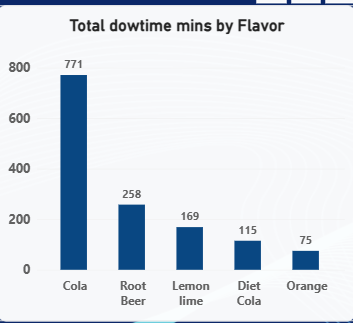 Total dowtime mins by Flavor
800
600
400
200
0
771
258
169
115
75
Cola
Root
Beer
Lemon
lime
Diet
Cola
Orange